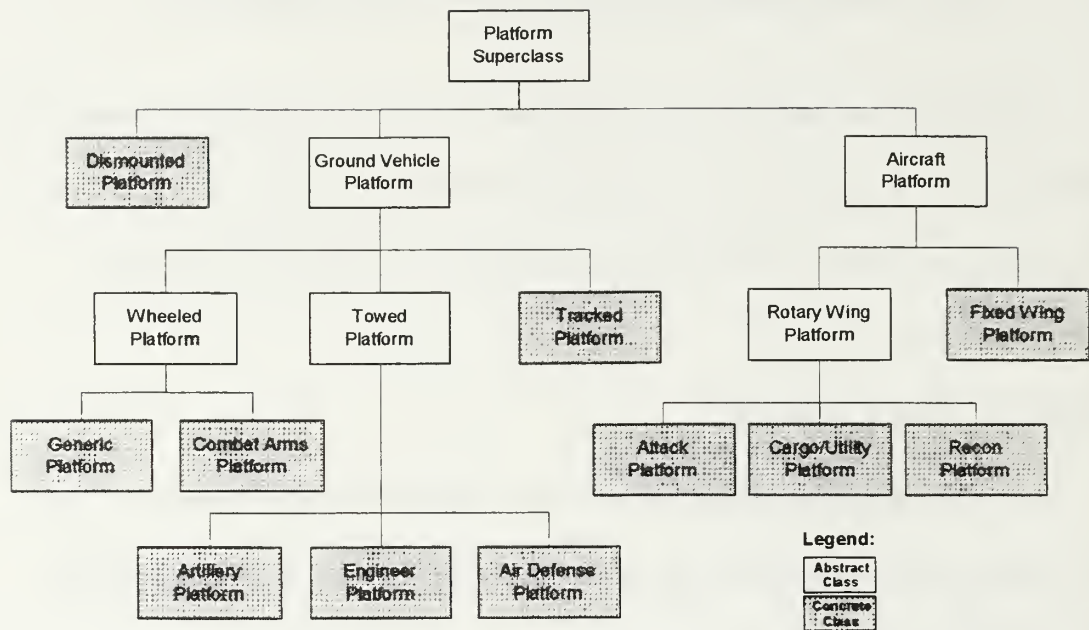 Platform
Superclass
Dismounted
Platform
Ground Vehicle
Platform
Aircraft
Platform
Wheeled
Platform
Towed
Platform
Tracked
Platform
Rotary Wing
Platform
Fixed Wing
Platform
Generic
Platform
Combat Arms
Platform
Attack
Platform
Cargo/Utility
Platform
Recon
Platform
Artillery
Platform
Engineer
Platform
Air Defense
Platform
Legend:
Abstract
Class
Concrete
Class